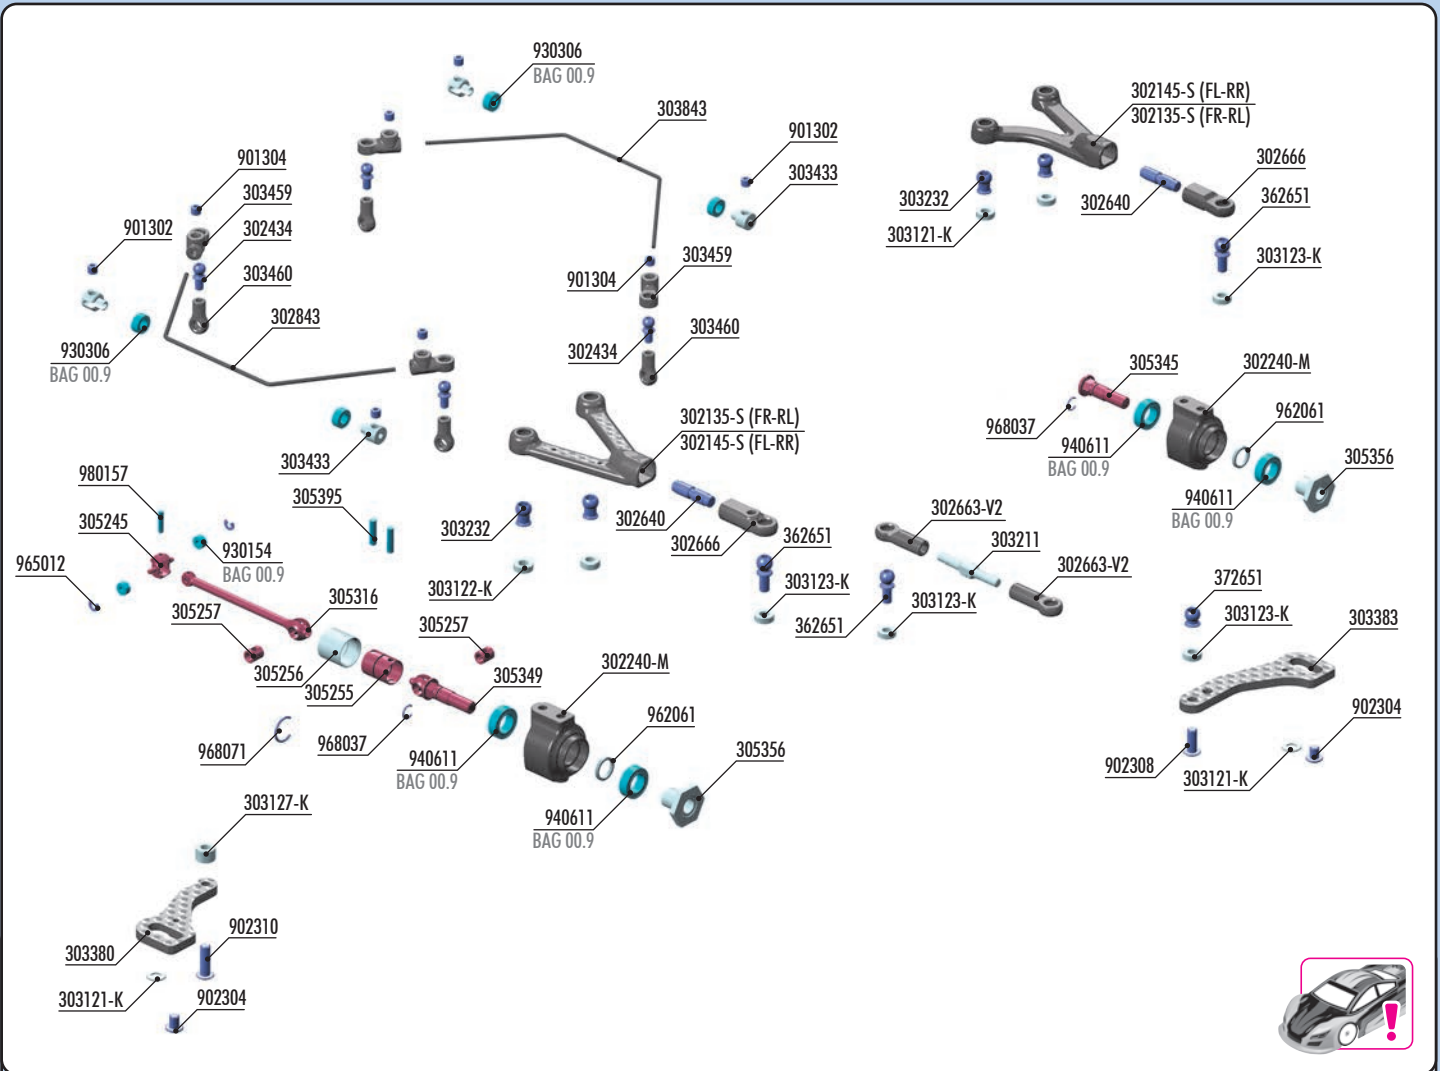 930306
BAG 00.9
303843
901302
303433
901304
303459
302434
901302
303460
302843
930306
BAG 00.9
901304
303459
302434
303460
303433
302145-S (FL-RR)
302135-S (FR-RL)
302666
362651
303232
302640
303121-K
303123-K
305345
302240-M
962061
968037
940611
BAG 00.9
305356
940611
BAG 00.9
302135-S (FR-RL)
302145-S (FL-RR)
303232
302640
302666
362651
303122-K
303123-K
302663-V2
303211
302663-V2
362651
303123-K
372651
303123-K
303383
902304
902308
303121-K
980157
305245
965012
930154
BAG 00.9
305395
305316
305257
305257
305256
305255
305349
302240-M
962061
968071
968037
940611
BAG 00.9
305356
940611
BAG 00.9
303127-K
902310
303380
303121-K
902304
!